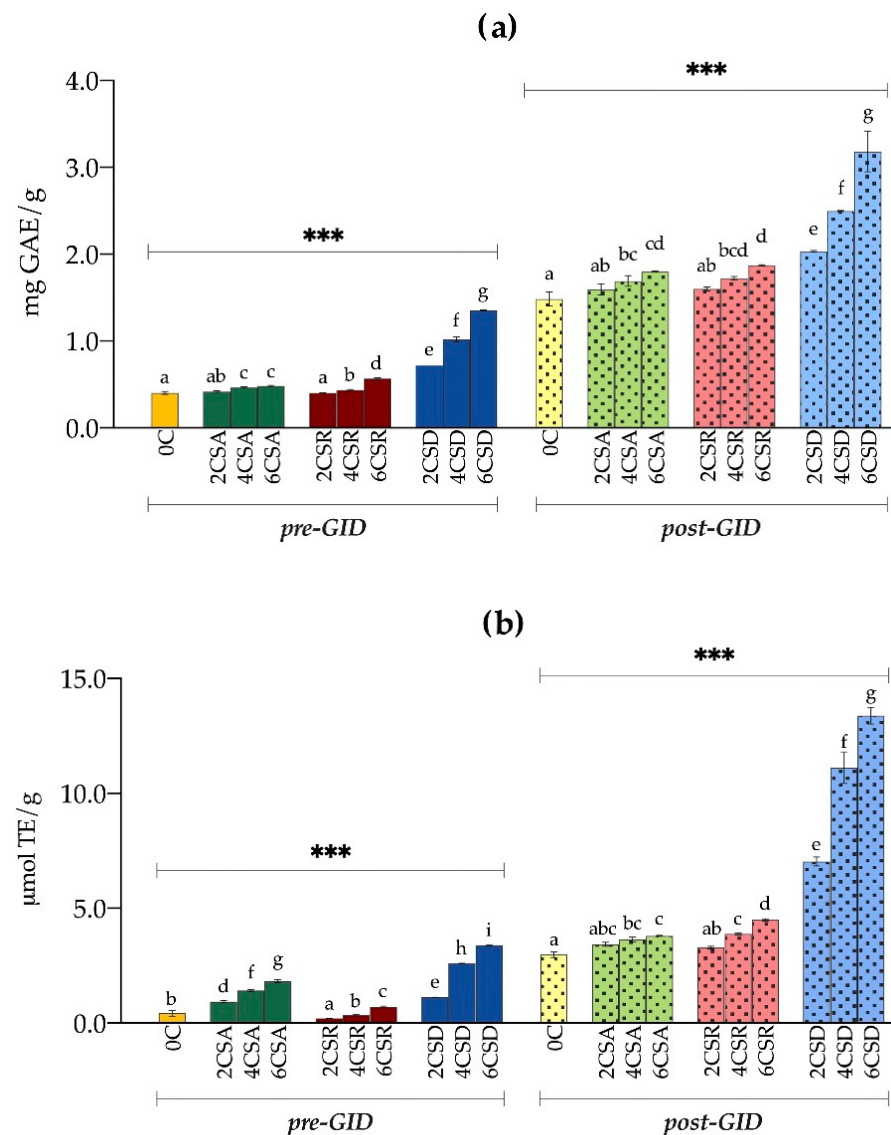 (a)
mg GAE/g
4.0
3.0
2.0
1.0
0.0
***
***
a ab c c a b d e f g
a ab bc cd ab bcd d e f g
0C 2CSA 4CSA 6CSA 2CSR 4CSR 6CSR 2CSD 4CSD 6CSD
0C 2CSA 4CSA 6CSA 2CSR 4CSR 6CSR 2CSD 4CSD 6CSD
pre-GID post-GID
(b)
µmol TE/g
15.0
10.0
5.0
0.0
***
***
b d f g a b c e h i
a abc bc c ab c d e f g
0C 2CSA 4CSA 6CSA 2CSR 4CSR 6CSR 2CSD 4CSD 6CSD
0C 2CSA 4CSA 6CSA 2CSR 4CSR 6CSR 2CSD 4CSD 6CSD
pre-GID post-GID